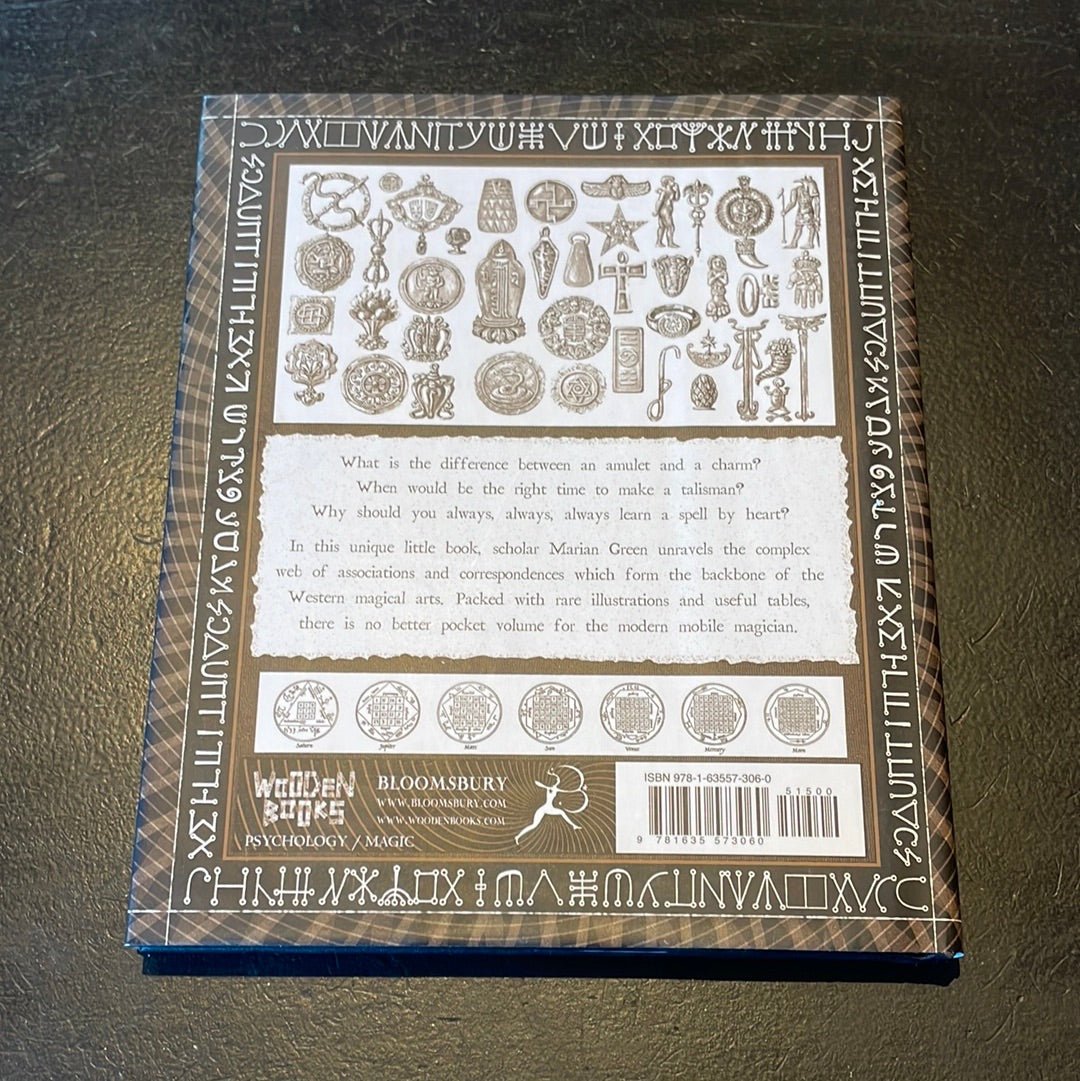 What is the difference between an amulet and a charm?
When would be the right time to make a talisman?
Why should you always, always, always learn a spell by heart?
In this unique little book, scholar Marian Green unravels the complex
web of associations and correspondences which form the backbone of the
Western magical arts. Packed with rare illustrations and useful tables,
there is no better pocket volume for the modern mobile magician.
Saturn Jupiter Mars Sun Venus Mercury Moon
WOODEN
BOOKS
PSYCHOLOGY / MAGIC
BLOOMSBURY
WWW.BLOOMSBURY.COM
WWW.WOODENBOOKS.COM
ISBN 978-1-63557-306-0
51500
9 781635 573060